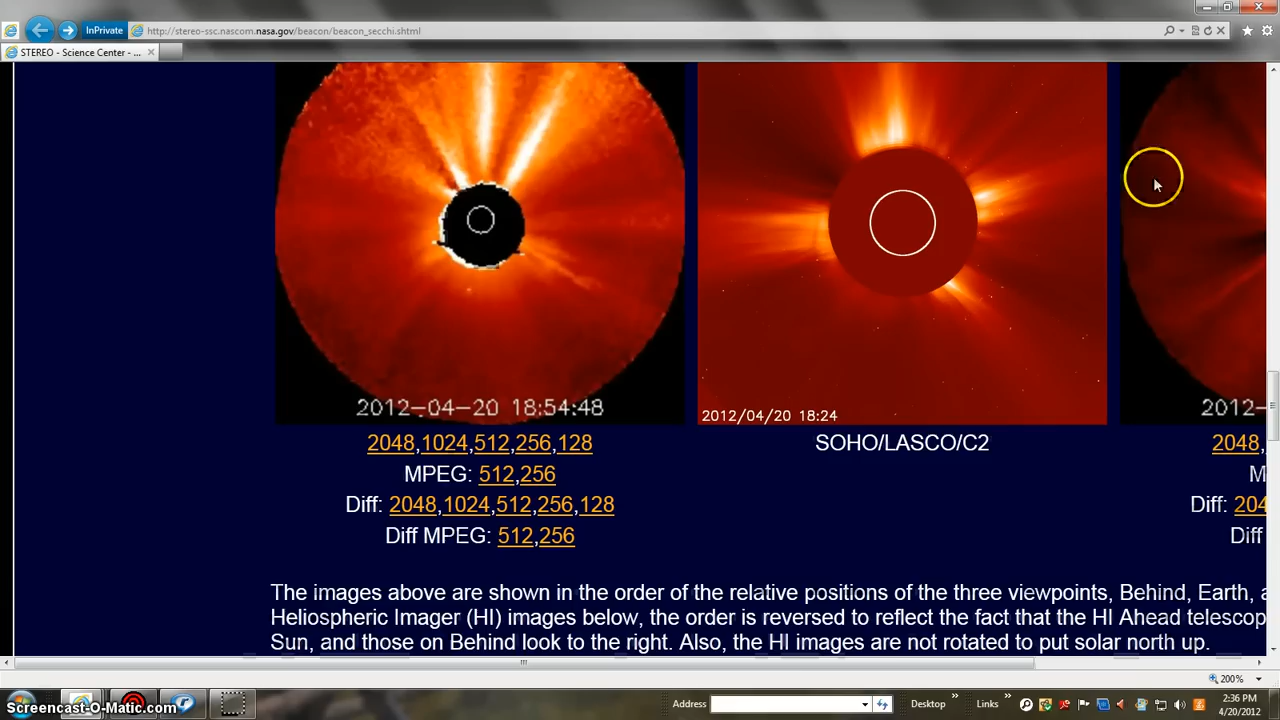 InPrivate
http://stereo-ssc.nascom.nasa.gov/beacon/beacon_secchi.shtml
STEREO - Science Center - ...
2012-04-20 18:54:48
2012/04/20 18:24
2012-
2048,1024,512,256,128
SOHO/LASCO/C2
2048,
MPEG: 512,256
M
Diff: 2048,1024,512,256,128
Diff: 204
Diff MPEG: 512,256
Diff
The images above are shown in the order of the relative positions of the three viewpoints, Behind, Earth, a
Heliospheric Imager (HI) images below, the order is reversed to reflect the fact that the HI Ahead telescop
Sun, and those on Behind look to the right. Also, the HI images are not rotated to put solar north up.
200%
Screencast-O-Matic.com
Address
Desktop
Links
2:36 PM
4/20/2012